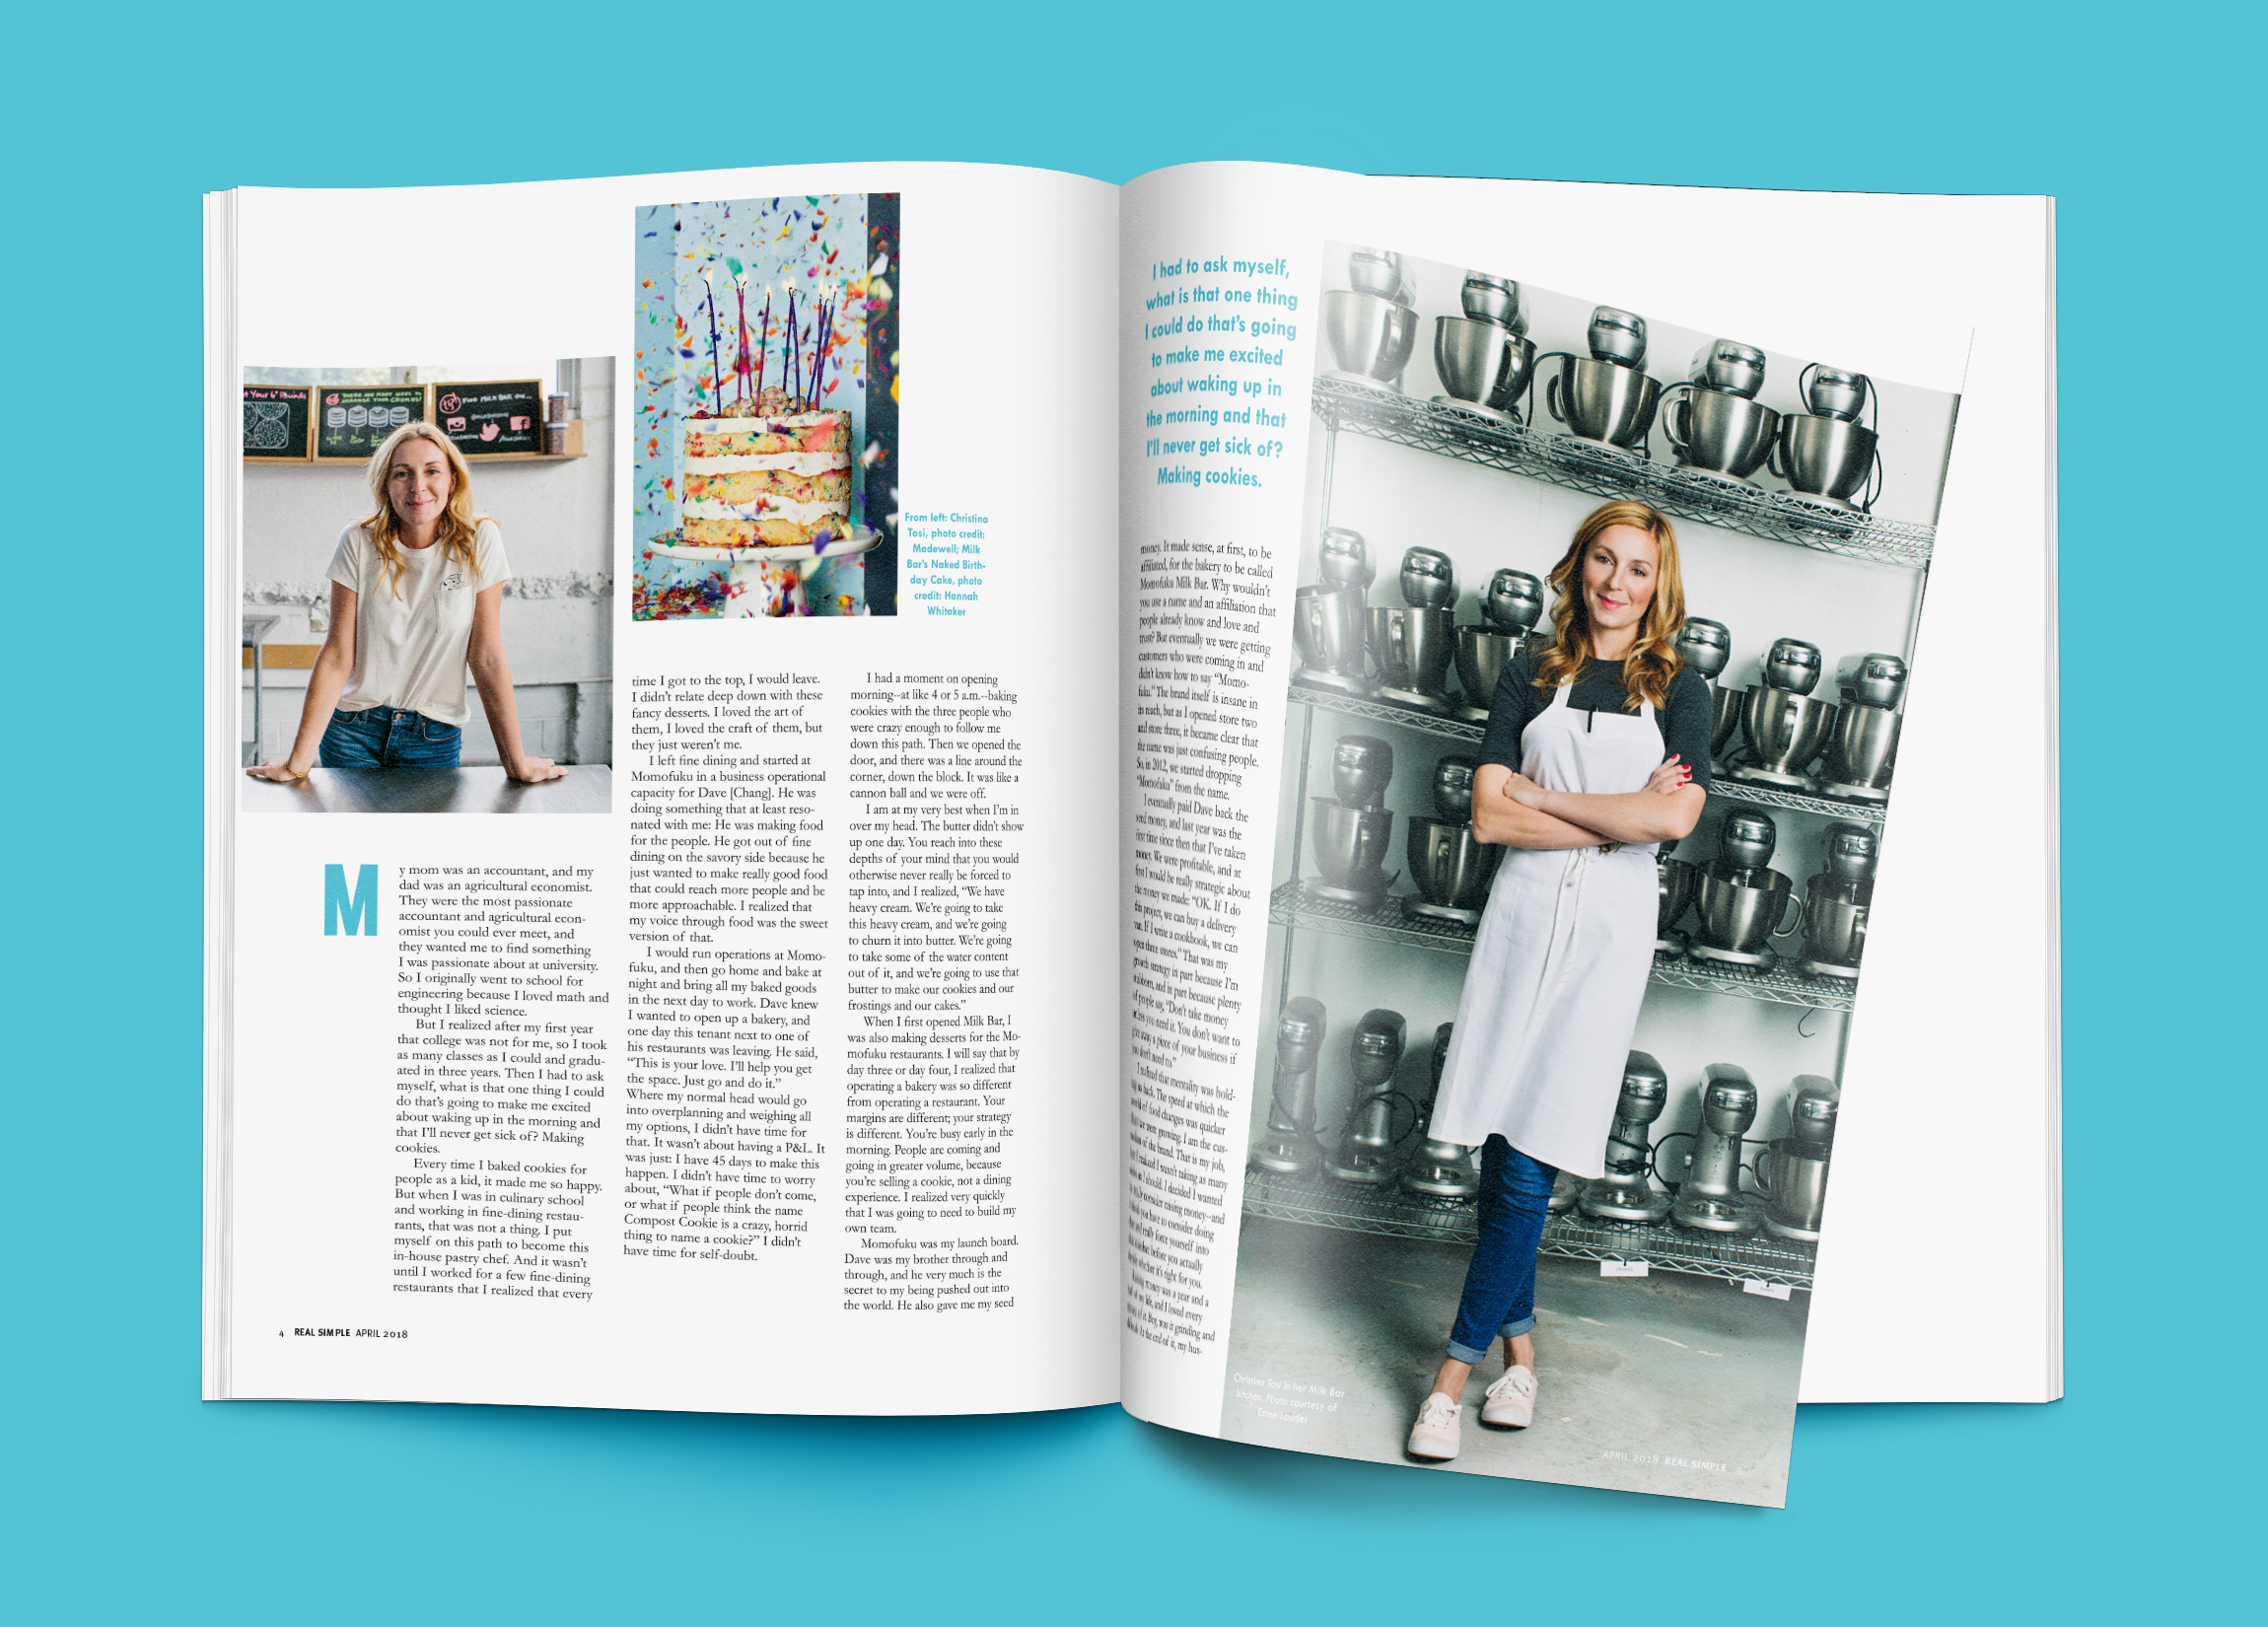 t Your 6" Rounds
THERE ARE MANY WAYS TO
ARRANGE YOUR CRUMBS!
FIND MILK BAR ON...
From left: Christina
Tosi, photo credit:
Madewell; Milk
Bar's Naked Birth-
day Cake, photo
credit: Hannah
Whitaker
My mom was an accountant, and my
dad was an agricultural economist.
They were the most passionate
accountant and agricultural econ-
omist you could ever meet, and
they wanted me to find something
I was passionate about at university.
So I originally went to school for
engineering because I loved math and
thought I liked science.
But I realized after my first year
that college was not for me, so I took
as many classes as I could and gradu-
ated in three years. Then I had to ask
myself, what is that one thing I could
do that's going to make me excited
about waking up in the morning and
that I'll never get sick of? Making
cookies.
Every time I baked cookies for
people as a kid, it made me so happy.
But when I was in culinary school
and working in fine-dining restau-
rants, that was not a thing. I put
myself on this path to become this
in-house pastry chef. And it wasn't
until I worked for a few fine-dining
restaurants that I realized that every
time I got to the top, I would leave.
I didn't relate deep down with these
fancy desserts. I loved the art of
them, I loved the craft of them, but
they just weren't me.
I left fine dining and started at
Momofuku in a business operational
capacity for Dave [Chang]. He was
doing something that at least reso-
nated with me: He was making food
for the people. He got out of fine
dining on the savory side because he
just wanted to make really good food
that could reach more people and be
more approachable. I realized that
my voice through food was the sweet
version of that.
I would run operations at Momo-
fuku, and then go home and bake at
night and bring all my baked goods
in the next day to work. Dave knew
I wanted to open up a bakery, and
one day this tenant next to one of
his restaurants was leaving. He said,
“This is your love. I'll help you get
the space. Just go and do it.”
Where my normal head would go
into overplanning and weighing all
my options, I didn't have time for
that. It wasn't about having a P&L. It
was just: I have 45 days to make this
happen. I didn't have time to worry
about, “What if people don't come,
or what if people think the name
Compost Cookie is a crazy, horrid
thing to name a cookie?” I didn't
have time for self-doubt.
I had a moment on opening
morning--at like 4 or 5 a.m.--baking
cookies with the three people who
were crazy enough to follow me
down this path. Then we opened the
door, and there was a line around the
corner, down the block. It was like a
cannon ball and we were off.
I am at my very best when I'm in
over my head. The butter didn't show
up one day. You reach into these
depths of your mind that you would
otherwise never really be forced to
tap into, and I realized, “We have
heavy cream. We're going to take
this heavy cream, and we're going
to churn it into butter. We're going
to take some of the water content
out of it, and we're going to use that
butter to make our cookies and our
frostings and our cakes.”
When I first opened Milk Bar, I
was also making desserts for the Mo-
mofuku restaurants. I will say that by
day three or day four, I realized that
operating a bakery was so different
from operating a restaurant. Your
margins are different; your strategy
is different. You're busy early in the
morning. People are coming and
going in greater volume, because
you're selling a cookie, not a dining
experience. I realized very quickly
that I was going to need to build my
own team.
Momofuku was my launch board.
Dave was my brother through and
through, and he very much is the
secret to my being pushed out into
the world. He also gave me my seed
4 REAL SIMPLE APRIL 2018
I had to ask myself,
what is that one thing
I could do that's going
to make me excited
about waking up in
the morning and that
I'll never get sick of?
Making cookies.
money. It made sense, at first, to be
affiliated, for the bakery to be called
Momofuku Milk Bar. Why wouldn't
you use a name and an affiliation that
people already know and love and
trust? But eventually we were getting
customers who were coming in and
didn't know how to say “Momo-
fuku.” The brand itself is insane in
its reach, but as I opened store two
and store three, it became clear that
the name was just confusing people.
So, in 2012, we started dropping
“Momofuku” from the name.
I eventually paid Dave back the
seed money, and last year was the
first time since then that I've taken
money. We were profitable, and at
first I would be really strategic about
the money we made: “OK. If I do
this project, we can buy a delivery
van. If I write a cookbook, we can
open three stores.” That was my
growth strategy in part because I'm
stubborn, and in part because plenty
of people say, “Don't take money
unless you need it. You don't want to
give away a piece of your business if
you don't need to.”
I realized that mentality was hold-
ing us back. The speed at which the
world of food changes was quicker
than we were growing. I am the cus-
todian of the brand. That is my job,
but I realized I wasn't taking as many
risks as I should. I decided I wanted
to really consider raising money--and
I think you have to consider doing
that and really force yourself into
that mindset before you actually
decide whether it's right for you.
Raising money was a year and a
half of my life, and I loved every
minute of it. Boy, was it grinding and
difficult. At the end of it, my hus-
Christina Tosi in her Milk Bar
kitchen. Photo courtesy of
Estee Lauder
APRIL 2018 REAL SIMPLE